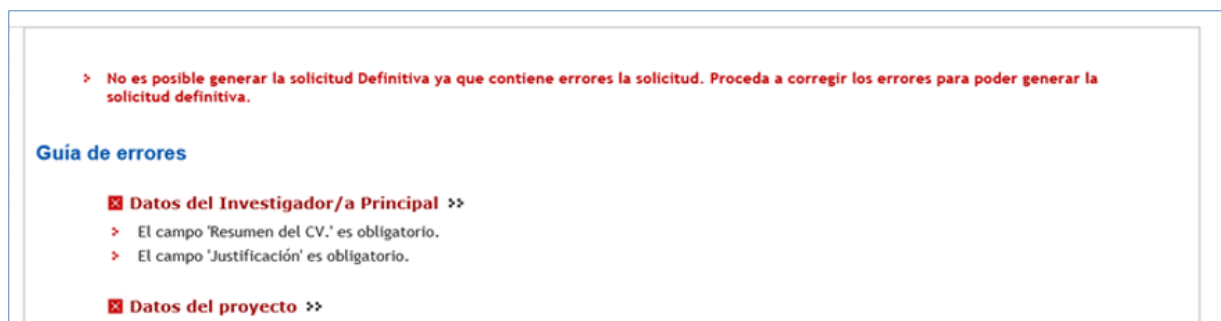 No es posible generar la solicitud Definitiva ya que contiene errores la solicitud. Proceda a corregir los errores para poder generar la
solicitud definitiva.
Guía de errores
Datos del Investigador/a Principal >>
El campo 'Resumen del CV.' es obligatorio.
El campo 'Justificación' es obligatorio.
Datos del proyecto >>